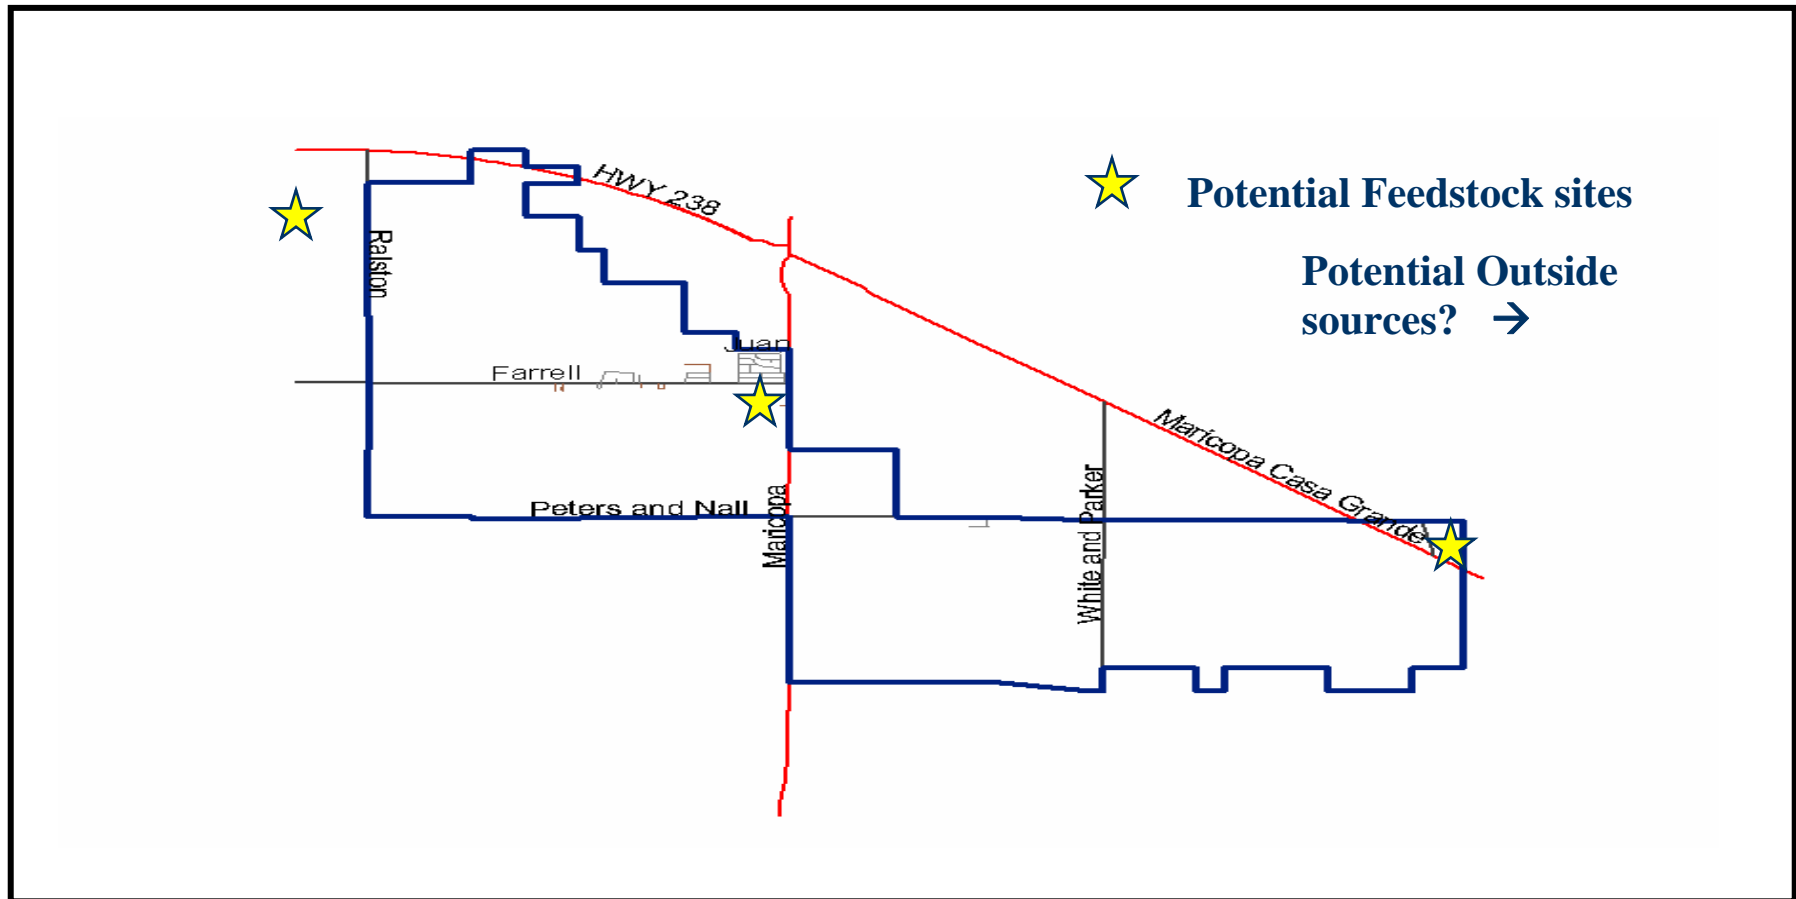 HWY 238
Potential Feedstock sites
Ralston
Potential Outside
sources? →
Juan
Farrell
Maricopa Casa Grande
Peters and Nall
Maricopa
White and Parker